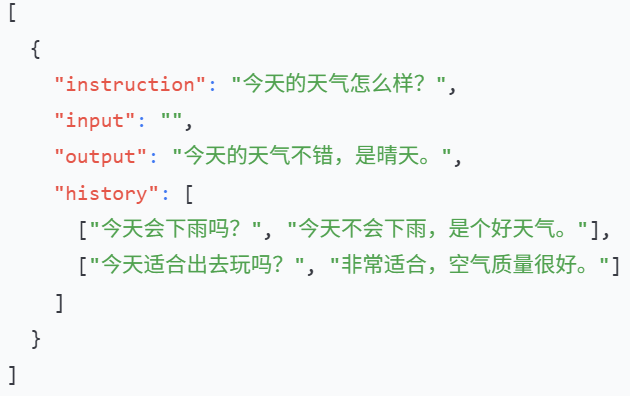 [
{
"instruction": "今天的天气怎么样？",
"input": "",
"output": "今天的天气不错，是晴天。",
"history": [
["今天会下雨吗？", "今天不会下雨，是个好天气。"],
["今天适合出去玩吗？", "非常适合，空气质量很好。"]
]
}
]